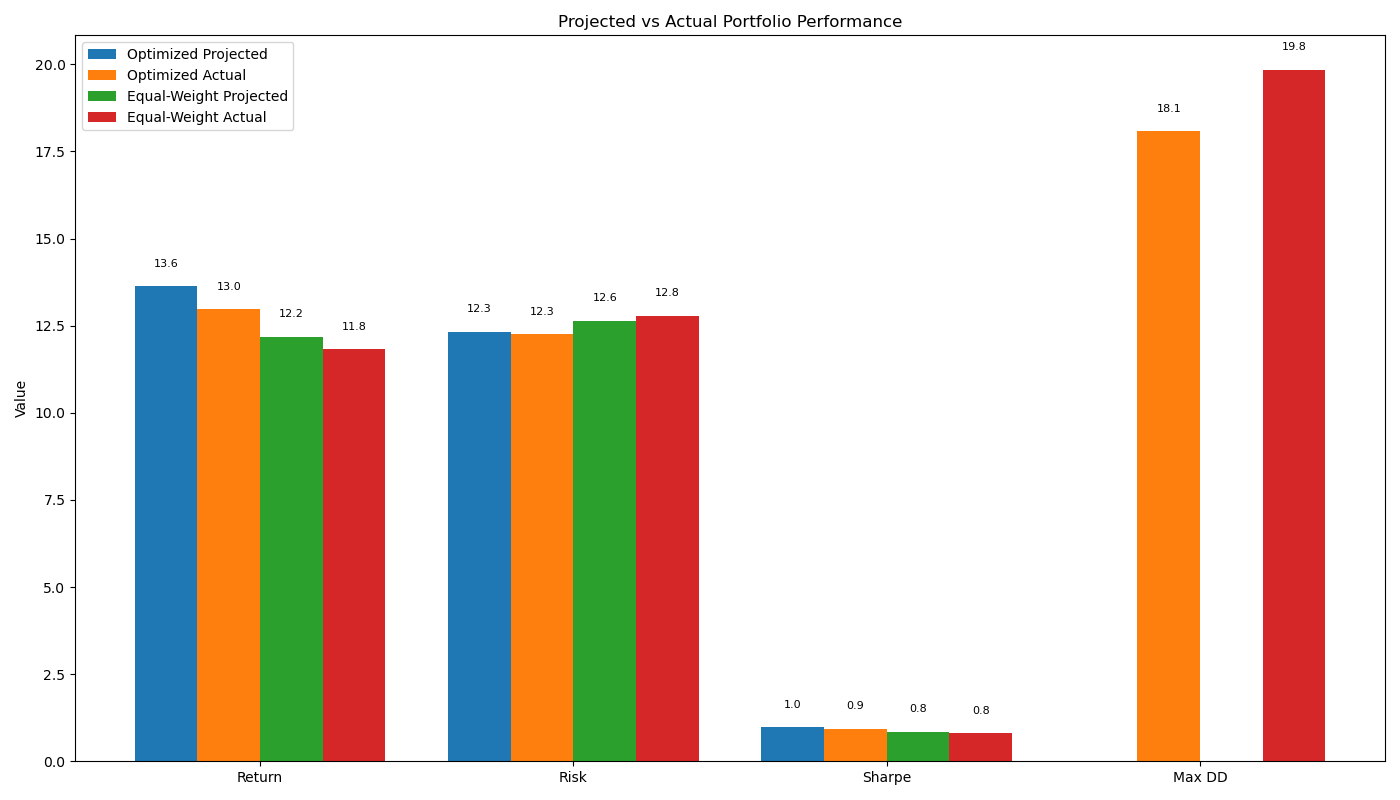 Projected vs Actual Portfolio Performance
Optimized Projected
Optimized Actual
Equal-Weight Projected
Equal-Weight Actual
Value
20.0
17.5
15.0
12.5
10.0
7.5
5.0
2.5
0.0
13.6
13.0
12.2
11.8
12.3
12.3
12.6
12.8
1.0
0.9
0.8
0.8
18.1
19.8
Return
Risk
Sharpe
Max DD